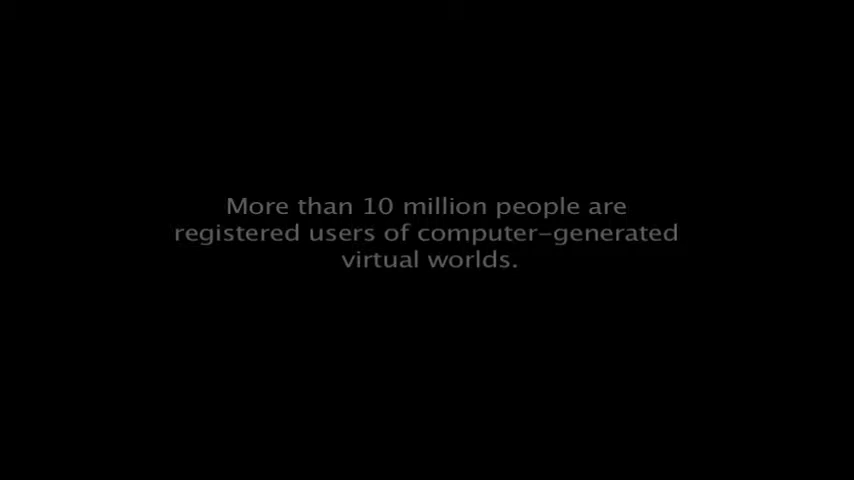 More than 10 million people are
registered users of computer-generated
virtual worlds.